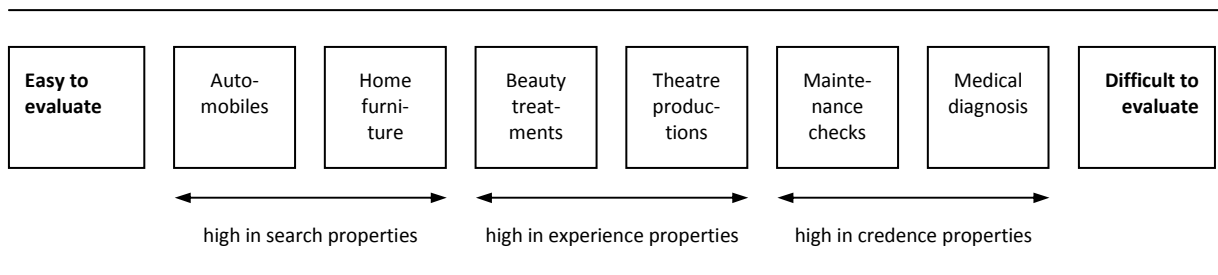 Easy to
evaluate
Auto-
mobiles
Home
furni-
ture
Beauty
treat-
ments
Theatre
produc-
tions
Mainte-
nance
checks
Medical
diagnosis
Difficult to
evaluate
high in search properties
high in experience properties
high in credence properties